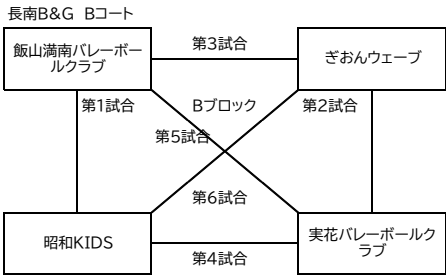 長南B&G Bコート
飯山満南バレーボー
ルクラブ
第3試合
ぎおんウェーブ
第1試合
Bブロック
第2試合
第5試合
第6試合
昭和KIDS
第4試合
実花バレーボールク
ラブ